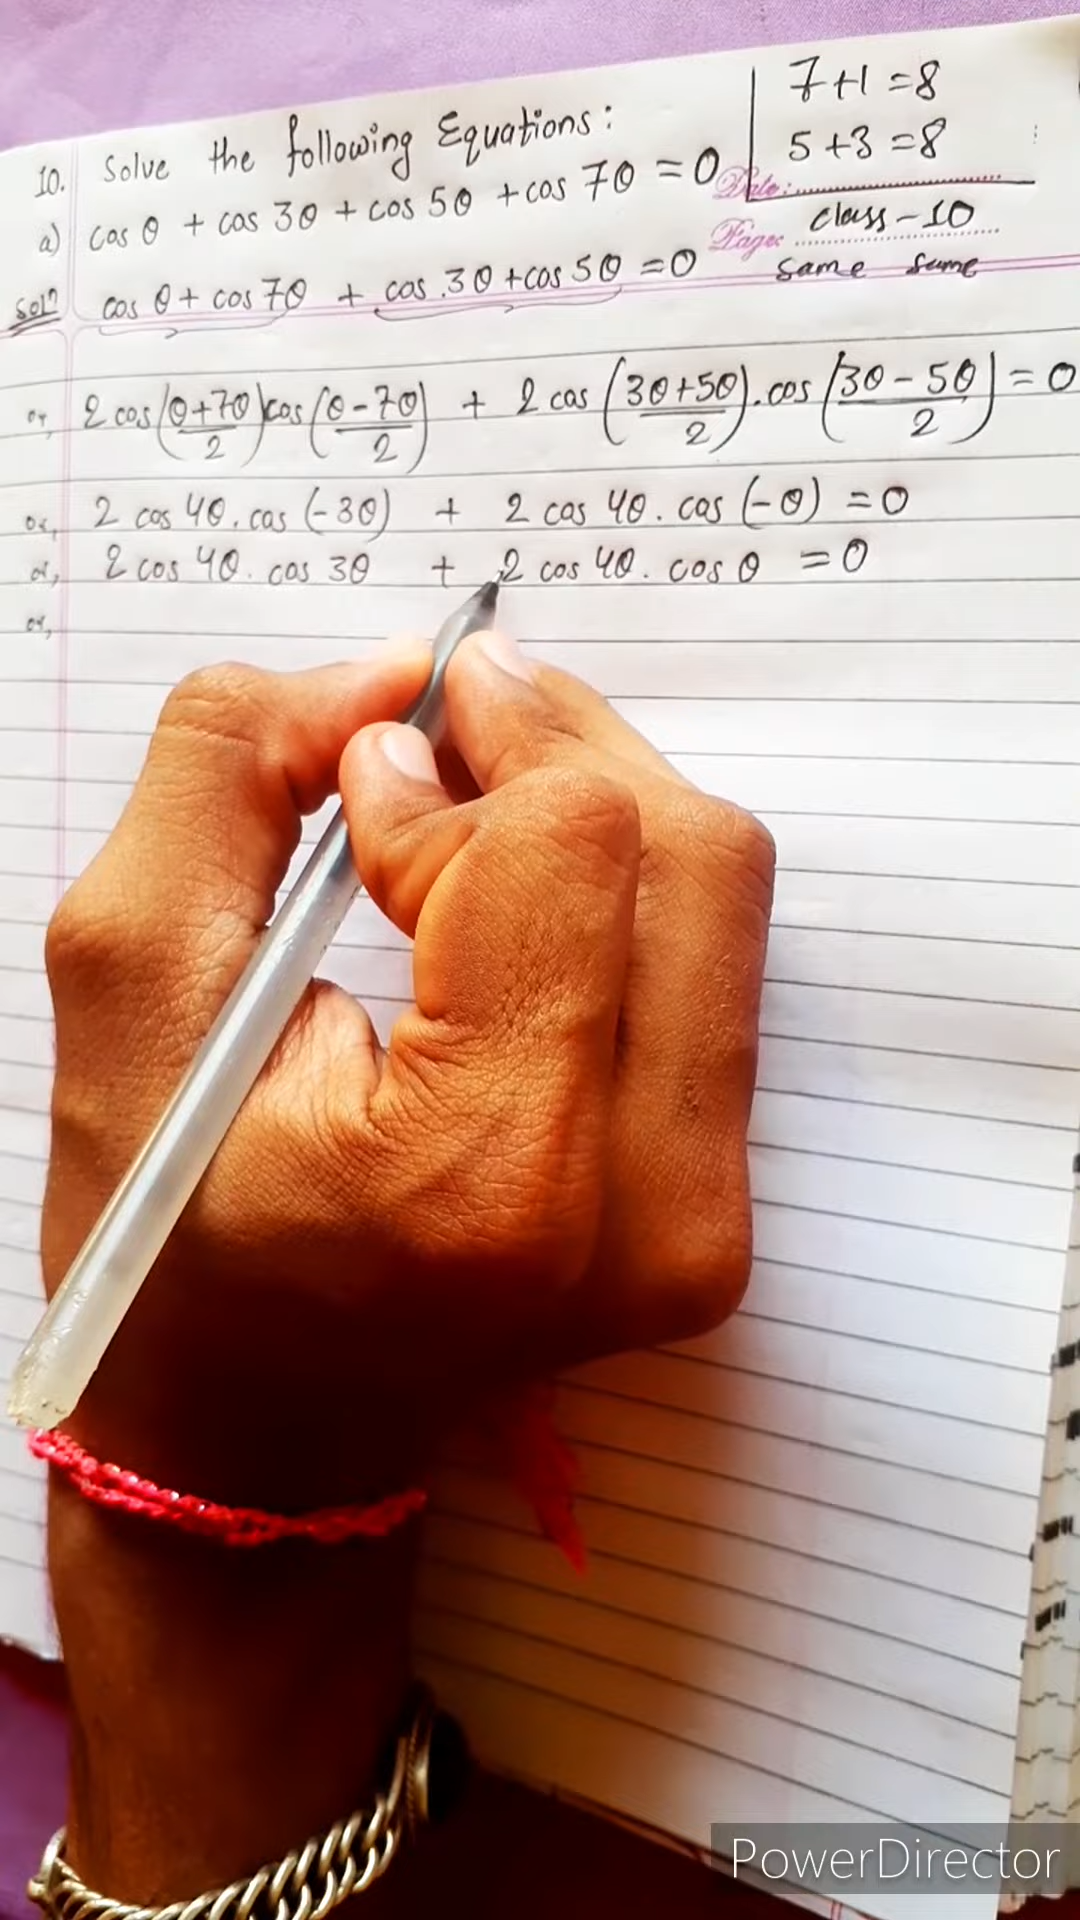 10. Solve the following Equations:
a) cos θ + cos 3θ + cos 5θ + cos 7θ = 0
7+1 =8
5 +3 =8
Date:
class-10
Page:
same same
Solⁿ cos θ + cos 7θ + cos .3θ + cos 5θ = 0
or, 2 cos (θ+7θ/2) cos (θ-7θ/2) + 2 cos (3θ+5θ/2). cos (3θ-5θ/2) = 0
or, 2 cos 4θ. cos (-3θ) + 2 cos 4θ. cos (-θ) = 0
or, 2 cos 4θ. cos 3θ + 2 cos 4θ. cos θ = 0
or,
PowerDirector